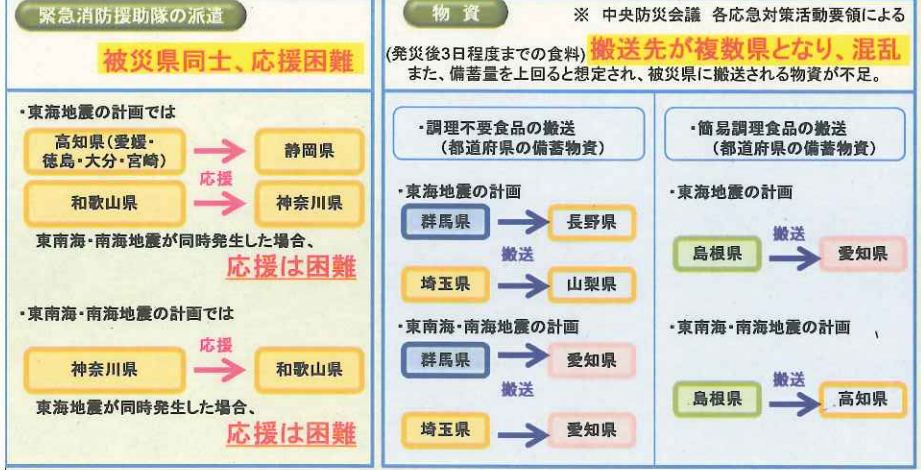 緊急消防援助隊の派遣
被災県同士、応援困難
・東海地震の計画では
高知県(愛媛・
徳島・大分・宮崎)
静岡県
応援
和歌山県
神奈川県
東南海・南海地震が同時発生した場合、
応援は困難
・東南海・南海地震の計画では
応援
神奈川県
和歌山県
東海地震が同時発生した場合、
応援は困難
物 資
※ 中央防災会議 各応急対策活動要領による
(発災後3日程度までの食料)搬送先が複数県となり、混乱
また、備蓄量を上回ると想定され、被災県に搬送される物資が不足。
・調理不要食品の搬送
(都道府県の備蓄物資)
・東海地震の計画
群馬県
長野県
搬送
埼玉県
山梨県
・東南海・南海地震の計画
群馬県
愛知県
搬送
埼玉県
愛知県
・簡易調理食品の搬送
(都道府県の備蓄物資)
・東海地震の計画
搬送
島根県
愛知県
・東南海・南海地震の計画
搬送
島根県
高知県